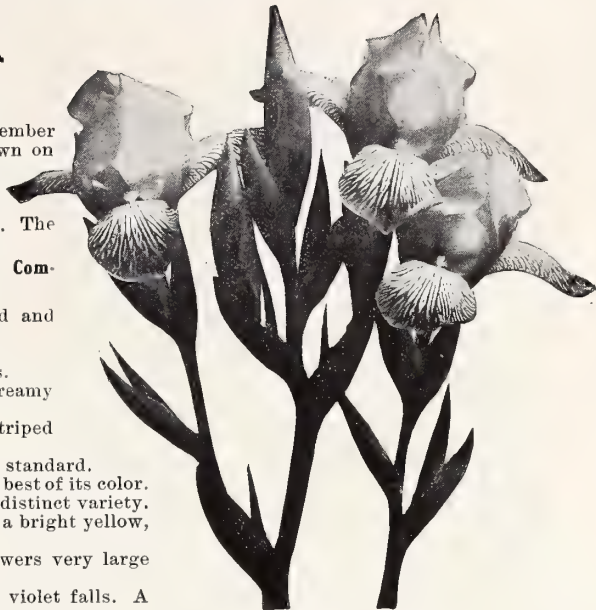 ember
wn on
. The
Com-
d and
s.
reamy
triped
standard.
best of its color.
distinct variety.
a bright yellow,
wers very large
violet falls. A